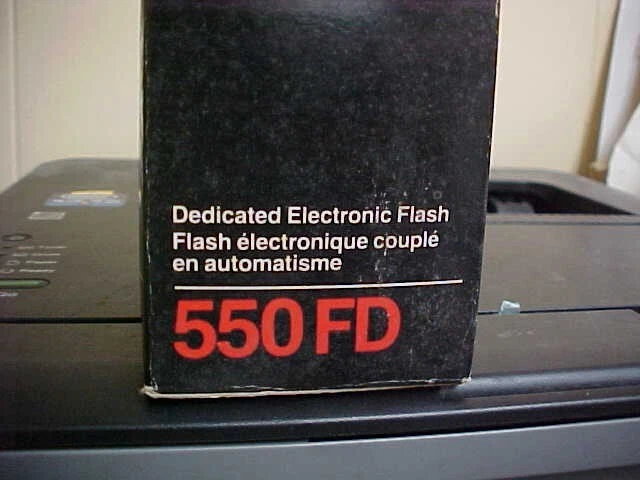 Dedicated Electronic Flash
Flash électronique couplé
en automatisme
550 FD